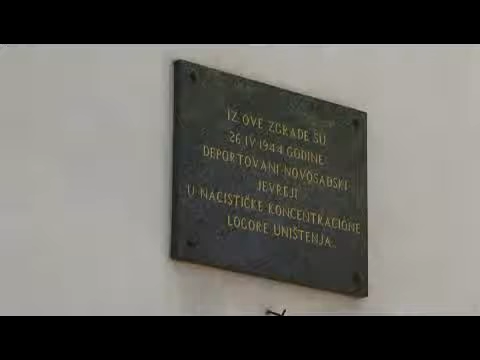 IZ OVE ZGRADE SU
26 IV 1944 GODINE
DEPORTOVANI NOVOSADSKI
JEVREJI
U NACISTIČKE KONCENTRACIONE
LOGORE UNIŠTENJA.